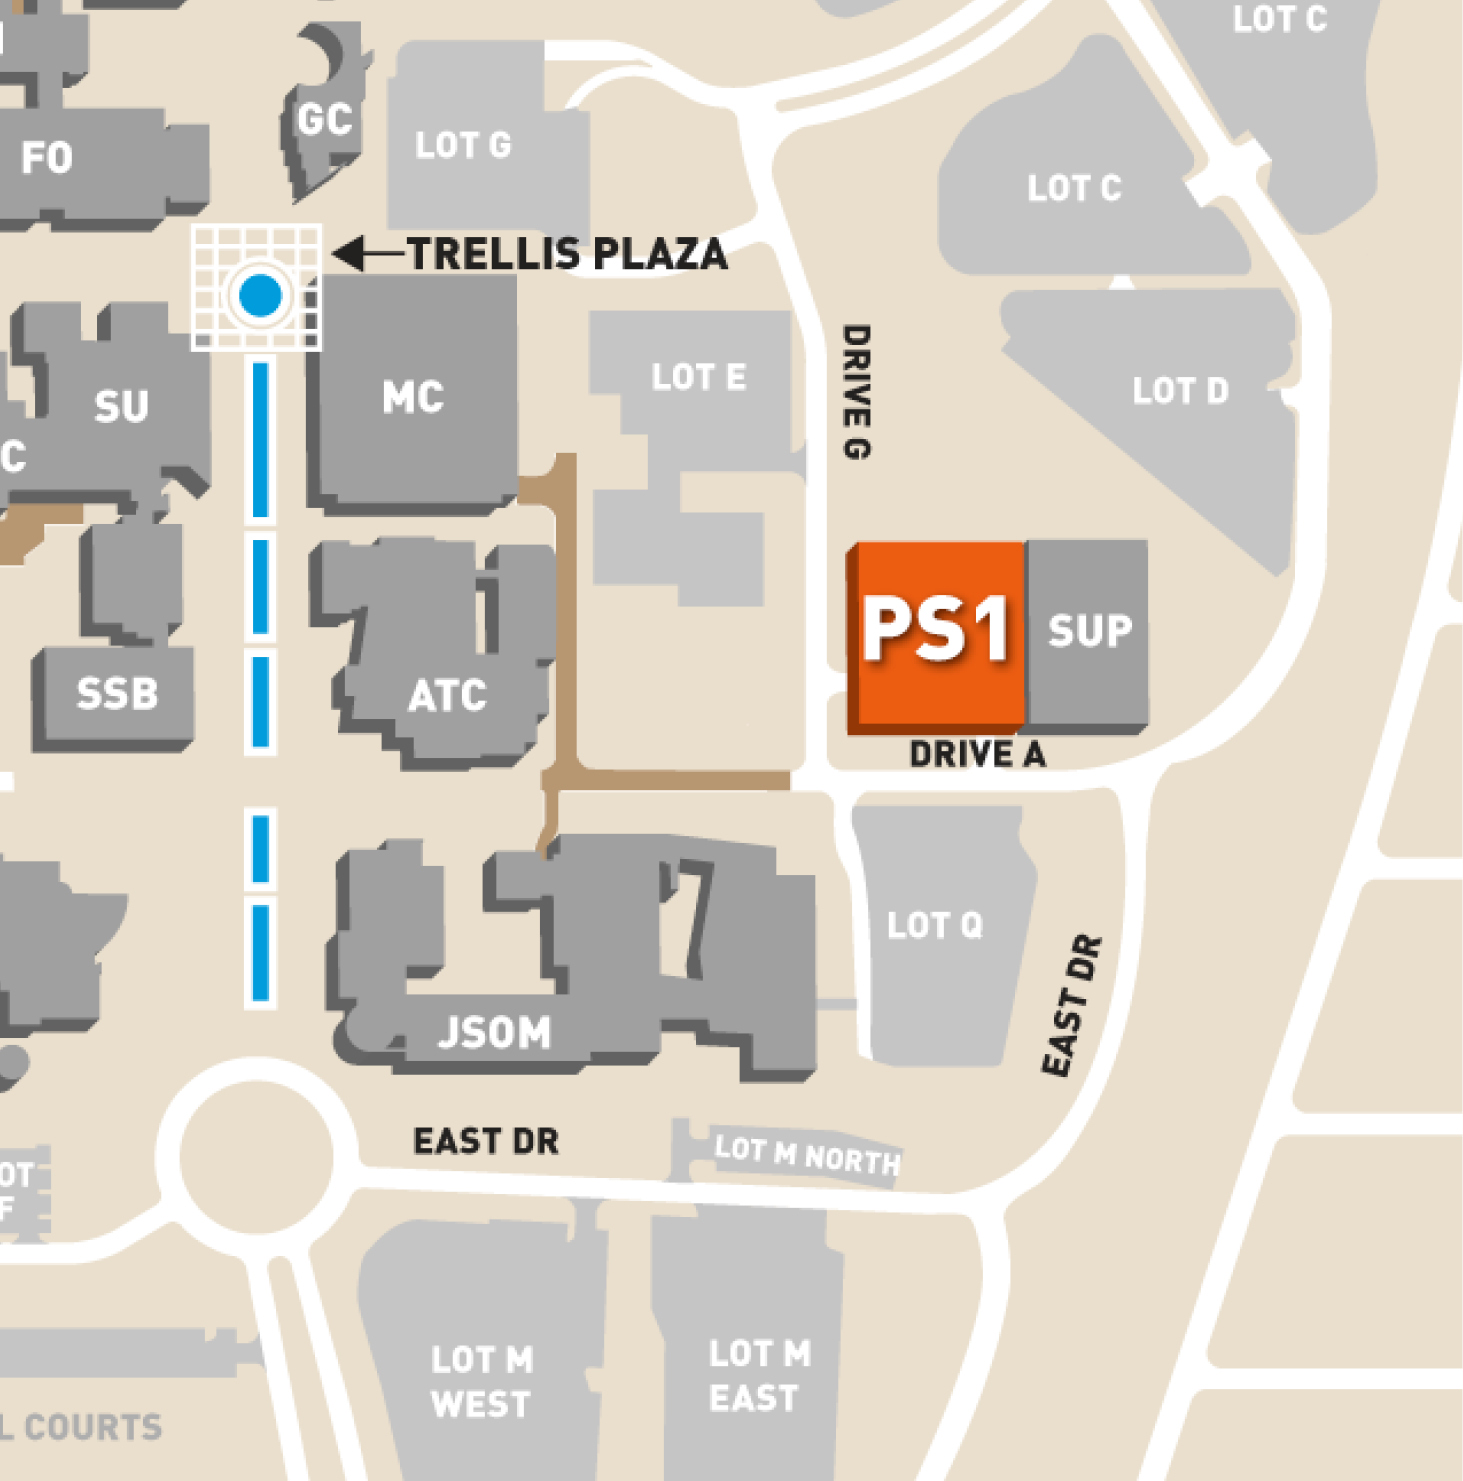 LOT C
GC
LOT G
FO
LOT C
TRELLIS PLAZA
DRIVE G
LOT E
MC
LOT D
SU
C
PS1
SUP
SSB
ATC
DRIVE A
LOT Q
EAST DR
JSOM
EAST DR
LOT M NORTH
OT
F
LOT M
WEST
LOT M
EAST
L COURTS